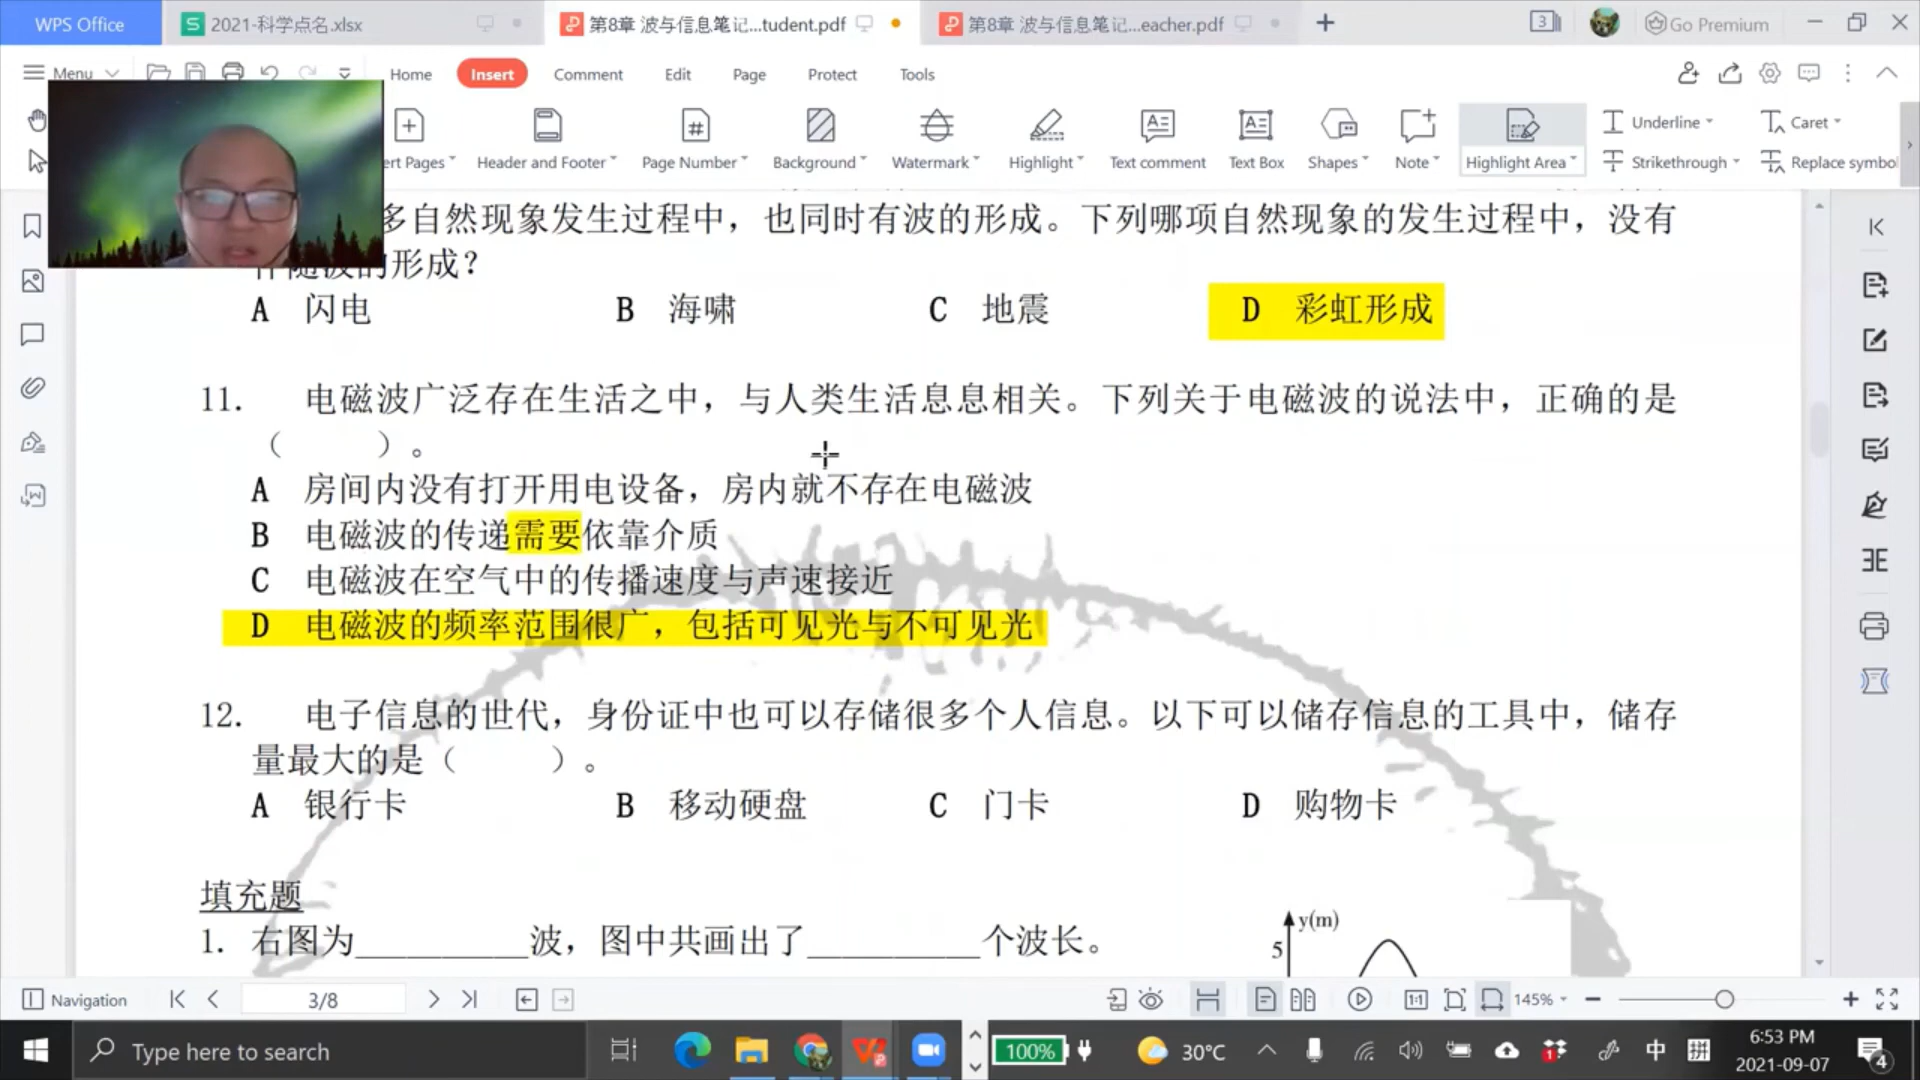 WPS Office
2021-科学点名.xlsx
第8章 波与信息笔记...tudent.pdf
第8章 波与信息笔记...eacher.pdf
3
Go Premium
Menu
Home
Insert
Comment
Edit
Page
Protect
Tools
ert Pages
Header and Footer
Page Number
Background
Watermark
Highlight
Text comment
Text Box
Shapes
Note
Highlight Area
Underline
Strikethrough
Caret
Replace symbo
多自然现象发生过程中，也同时有波的形成。下列哪项自然现象的发生过程中，没有
伴随波的形成？
A 闪电 B 海啸 C 地震 D 彩虹形成
11. 电磁波广泛存在生活之中，与人类生活息息相关。下列关于电磁波的说法中，正确的是
（ ）。
A 房间内没有打开用电设备，房内就不存在电磁波
B 电磁波的传递需要依靠介质
C 电磁波在空气中的传播速度与声速接近
D 电磁波的频率范围很广，包括可见光与不可见光
12. 电子信息的世代，身份证中也可以存储很多个人信息。以下可以储存信息的工具中，储存
量最大的是（ ）。
A 银行卡 B 移动硬盘 C 门卡 D 购物卡
填充题
1. 右图为__________波，图中共画出了__________个波长。
y(m)
5
Navigation
3/8
145%
Type here to search
100%
30°C
中
拼
6:53 PM
2021-09-07
4